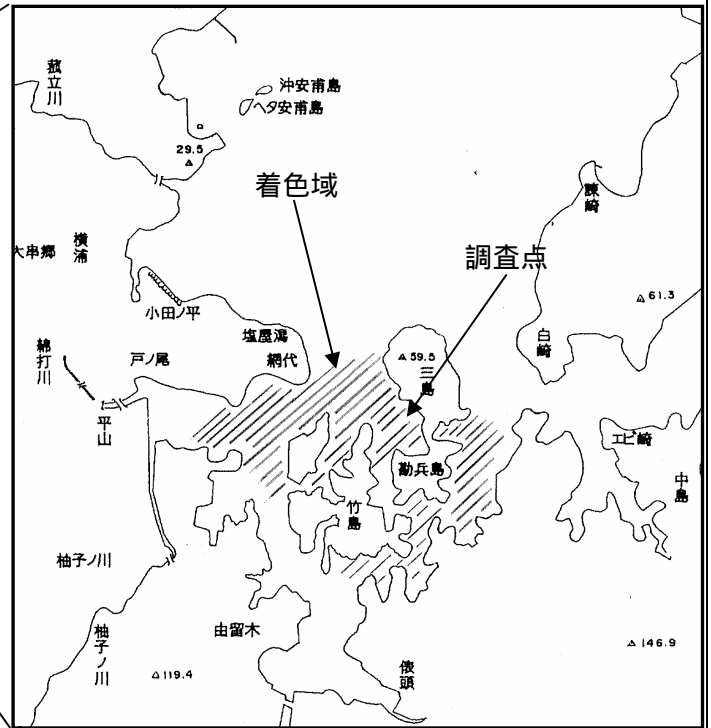 菰立川
沖安甫島
ヘタ安甫島
29.5
着色域
諫崎
大串郷
横浦
調査点
61.3
小田ノ平
塩屋潟
網代
白崎
綿打川
戸ノ尾
59.5
三島
平山
エビ崎
勘兵島
中島
竹島
柚子ノ川
由留木
柚子ノ川
俵頭
146.9
119.4